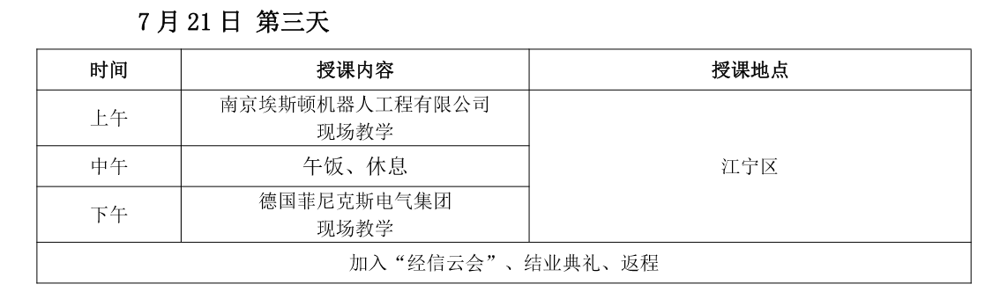 7月21日 第三天
时间 授课内容 授课地点
上午 南京埃斯顿机器人工程有限公司
现场教学
中午 午饭、休息 江宁区
下午 德国菲尼克斯电气集团
现场教学
加入“经信云会”、结业典礼、返程